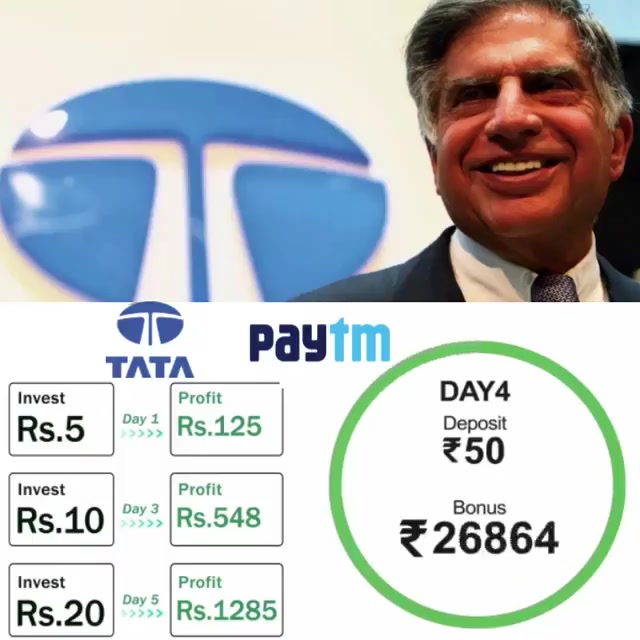 TATA
paytm
Invest
Rs.5
Day 1
>>>>>
Profit
Rs.125
Invest
Rs.10
Day 3
>>>>>
Profit
Rs.548
Invest
Rs.20
Day 5
>>>>>
Profit
Rs.1285
DAY4
Deposit
₹50
Bonus
₹26864